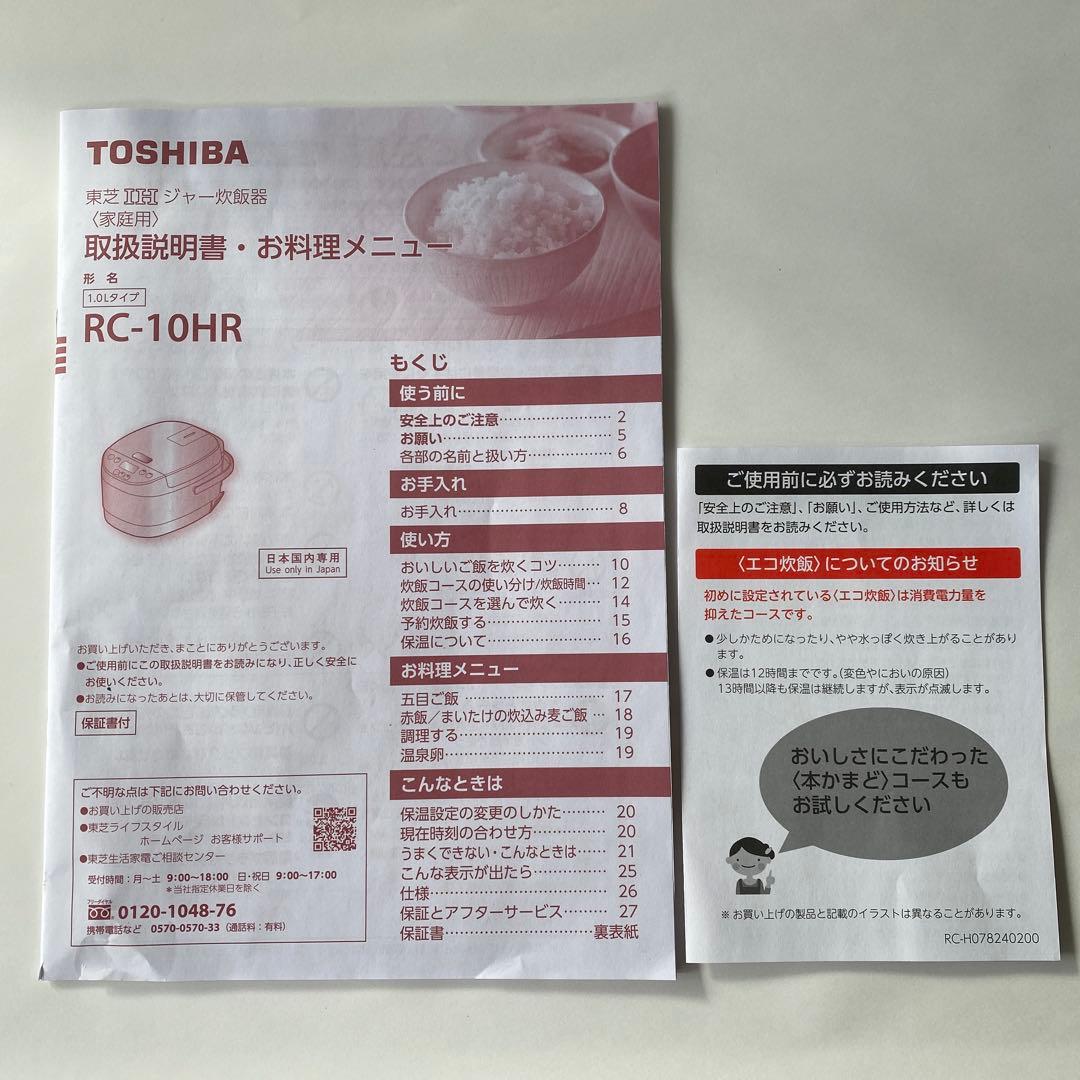 TOSHIBA
東芝 IH ジャー炊飯器
〈家庭用〉
取扱説明書・お料理メニュー
形 名
1.0Lタイプ
RC-10HR
日本国内専用
Use only in Japan
お買い上げいただき、まことにありがとうございます。
●ご使用前にこの取扱説明書をお読みになり、正しく安全に
お使いください。
●お読みになったあとは、大切に保管してください。
保証書付
ご不明な点は下記にお問い合わせください。
●お買い上げの販売店
●東芝ライフスタイル
ホームページ お客様サポート
●東芝生活家電ご相談センター
受付時間：月〜土 9:00〜18:00 日・祝日 9:00〜17:00
＊当社指定休業日を除く
フリーダイヤル
0120-1048-76
携帯電話など 0570-0570-33（通話料：有料）
もくじ
使う前に
安全上のご注意……………………… 2
お願い………………………………… 5
各部の名前と扱い方………………… 6
お手入れ
お手入れ……………………………… 8
使い方
おいしいご飯を炊くコツ……… 10
炊飯コースの使い分け/炊飯時間… 12
炊飯コースを選んで炊く……… 14
予約炊飯する…………………… 15
保温について…………………… 16
お料理メニュー
五目ご飯………………………… 17
赤飯／まいたけの炊込み麦ご飯 … 18
調理する………………………… 19
温泉卵…………………………… 19
こんなときは
保温設定の変更のしかた……… 20
現在時刻の合わせ方…………… 20
うまくできない・こんなときは…… 21
こんな表示が出たら…………… 25
仕様……………………………… 26
保証とアフターサービス……… 27
保証書…………………………裏表紙
ご使用前に必ずお読みください
「安全上のご注意」、「お願い」、ご使用方法など、詳しくは
取扱説明書をお読みください。
〈エコ炊飯〉についてのお知らせ
初めに設定されている〈エコ炊飯〉は消費電力量を
抑えたコースです。
●少しかためになったり、やや水っぽく炊き上がることがあり
ます。
●保温は12時間までです。(変色やにおいの原因)
13時間以降も保温は継続しますが、表示が点滅します。
おいしさにこだわった
〈本かまど〉コースも
お試しください
※お買い上げの製品と記載のイラストは異なることがあります。
RC-H078240200